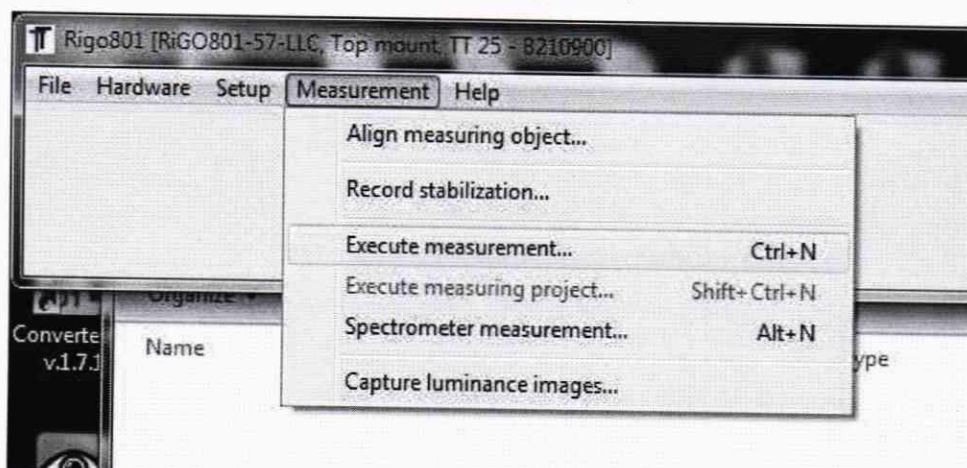 Rigo801 [RiGO801-57-LLC, Top mount, TT 25 - B210900]
File Hardware Setup Measurement Help
Align measuring object...
Record stabilization...
Execute measurement... Ctrl+N
Execute measuring project... Shift+Ctrl+N
Spectrometer measurement... Alt+N
Capture luminance images...
Organize
Converte
v.1.7.1
Name
ype